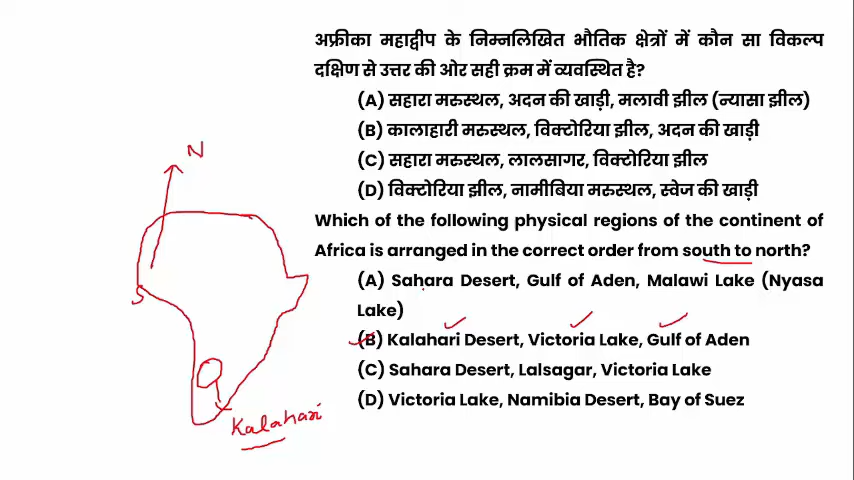 अफ्रीका महाद्वीप के निम्नलिखित भौतिक क्षेत्रों में कौन सा विकल्प
दक्षिण से उत्तर की ओर सही क्रम में व्यवस्थित है?
(A) सहारा मरुस्थल, अदन की खाड़ी, मलावी झील (न्यासा झील)
(B) कालाहारी मरुस्थल, विक्टोरिया झील, अदन की खाड़ी
(C) सहारा मरुस्थल, लालसागर, विक्टोरिया झील
(D) विक्टोरिया झील, नामीबिया मरुस्थल, स्वेज की खाड़ी
Which of the following physical regions of the continent of
Africa is arranged in the correct order from south to north?
(A) Sahara Desert, Gulf of Aden, Malawi Lake (Nyasa
Lake)
(B) Kalahari Desert, Victoria Lake, Gulf of Aden
(C) Sahara Desert, Lalsagar, Victoria Lake
(D) Victoria Lake, Namibia Desert, Bay of Suez
N
S
Kalahari